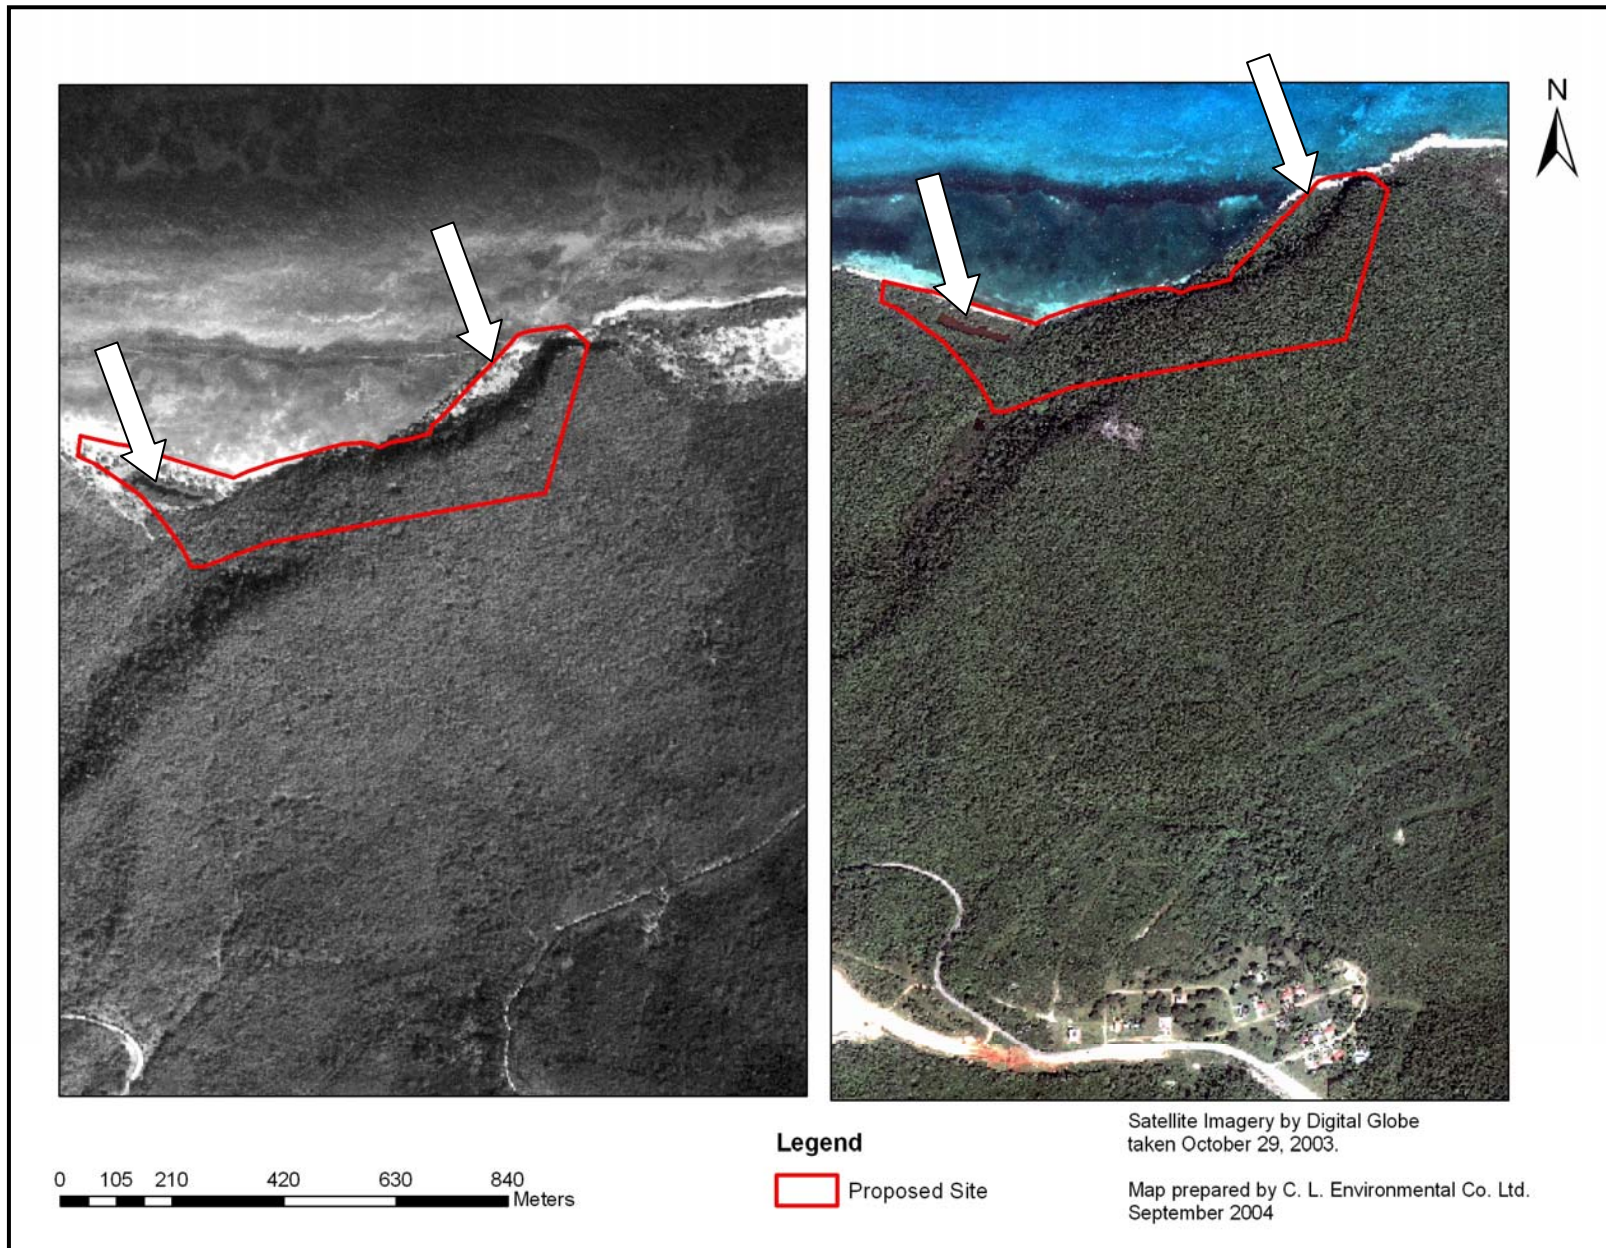 N
0 105 210 420 630 840
Meters
Legend
Proposed Site
Satellite Imagery by Digital Globe
taken October 29, 2003.
Map prepared by C. L. Environmental Co. Ltd.
September 2004